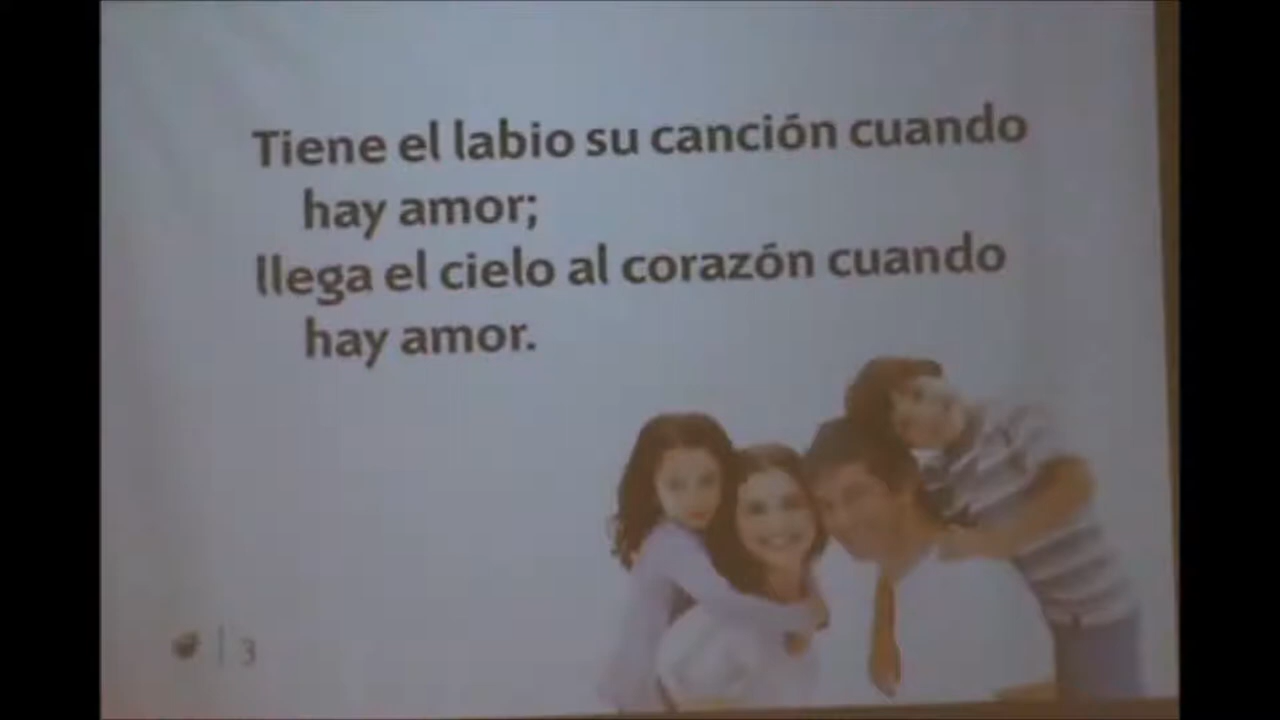 Tiene el labio su canción cuando
hay amor;
llega el cielo al corazón cuando
hay amor.
3